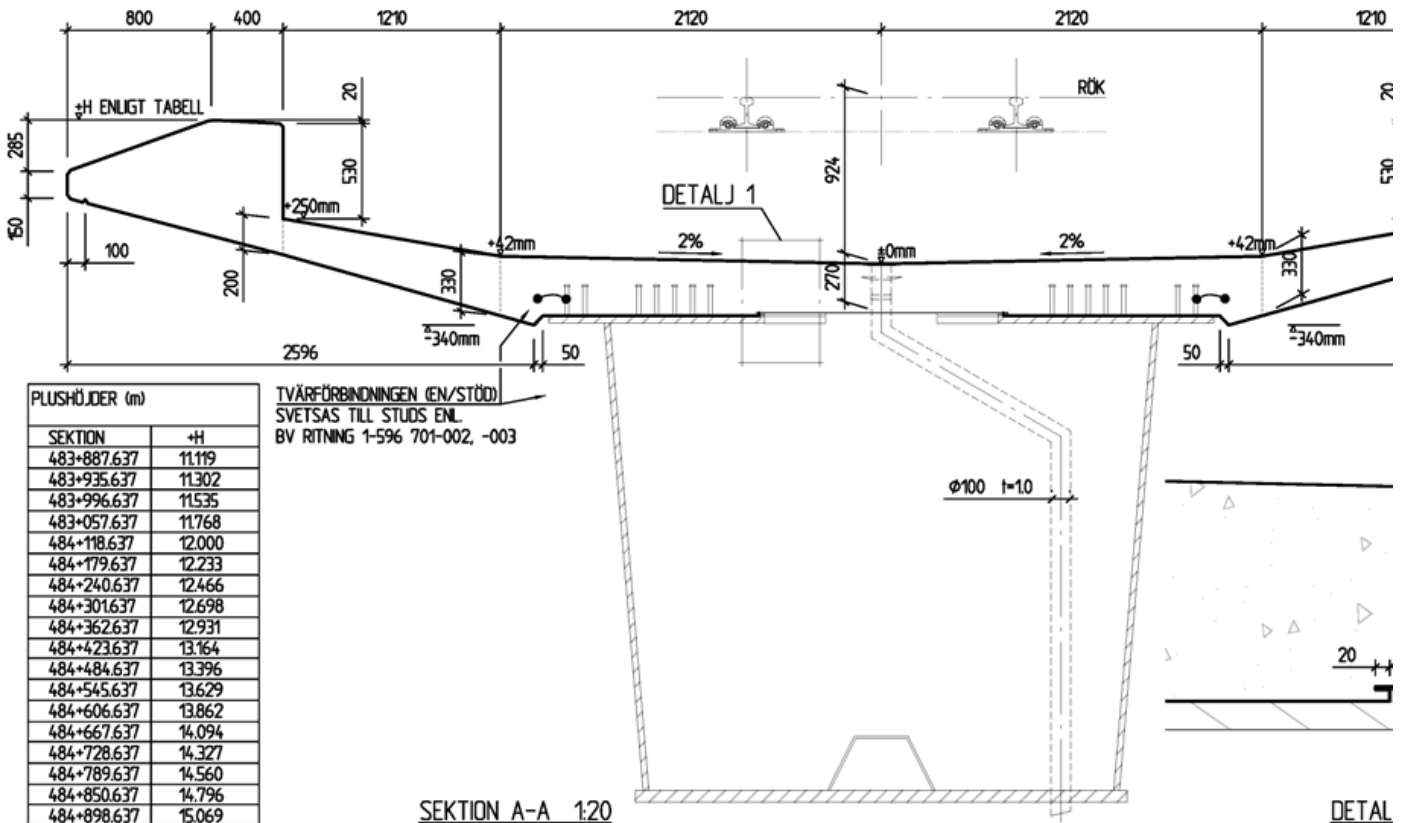 800 400 1210 2120 2120 1210
±H ENLIGT TABELL
20
RÖK
20
285
530
924
530
DETALJ 1
150
+250mm
100
200
+42mm
2%
±0mm
2%
+42mm
330
270
330
-340mm
-340mm
2596
50
50
TVÄRFÖRBINDNINGEN (EN/STÖD)
SVETSAS TILL STUDS ENL.
BV RITNING 1-596 701-002, -003
PLUSHÖJDER (m)
SEKTION +H
483+887.637 11.119
483+935.637 11.302
483+996.637 11.535
483+057.637 11.768
484+118.637 12.000
484+179.637 12.233
484+240.637 12.466
484+301.637 12.698
484+362.637 12.931
484+423.637 13.164
484+484.637 13.396
484+545.637 13.629
484+606.637 13.862
484+667.637 14.094
484+728.637 14.327
484+789.637 14.560
484+850.637 14.796
484+898.637 15.069
Ø100 t=1.0
20
SEKTION A-A 1:20
DETAL